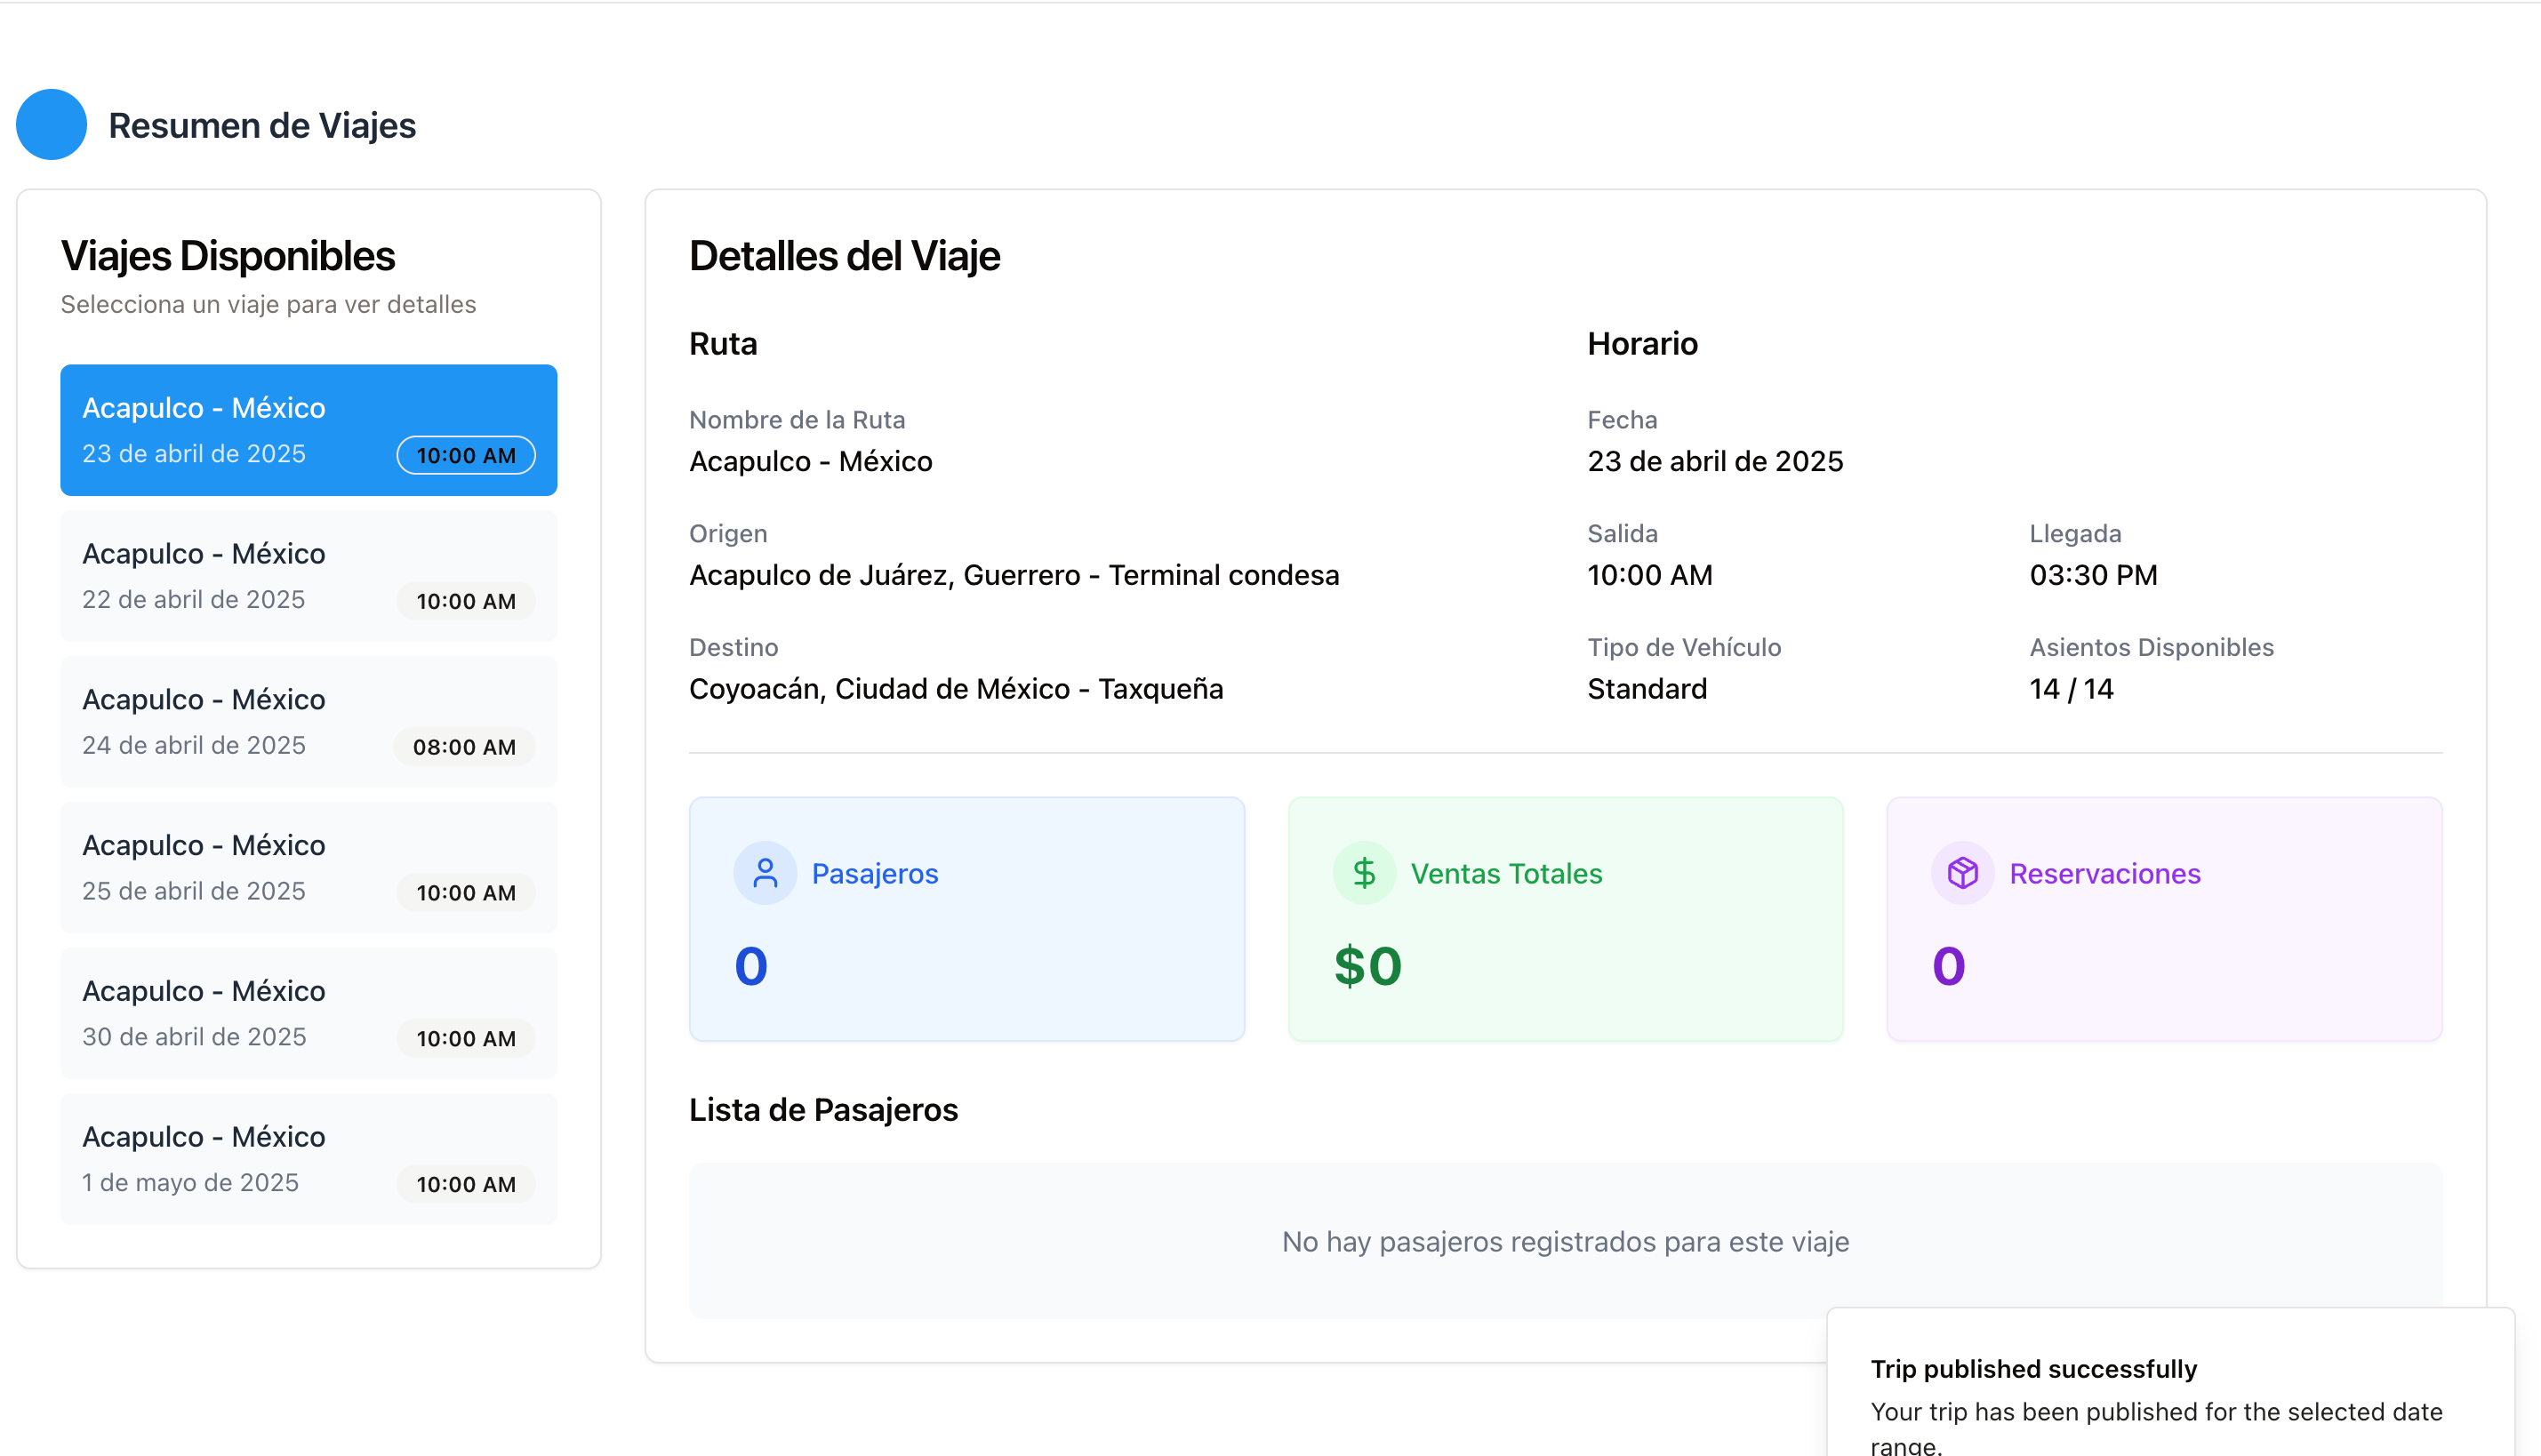 Resumen de Viajes
Viajes Disponibles
Selecciona un viaje para ver detalles
Acapulco - México
23 de abril de 2025
10:00 AM
Acapulco - México
22 de abril de 2025
10:00 AM
Acapulco - México
24 de abril de 2025
08:00 AM
Acapulco - México
25 de abril de 2025
10:00 AM
Acapulco - México
30 de abril de 2025
10:00 AM
Acapulco - México
1 de mayo de 2025
10:00 AM
Detalles del Viaje
Ruta
Nombre de la Ruta
Acapulco - México
Origen
Acapulco de Juárez, Guerrero - Terminal condesa
Destino
Coyoacán, Ciudad de México - Taxqueña
Horario
Fecha
23 de abril de 2025
Salida
10:00 AM
Llegada
03:30 PM
Tipo de Vehículo
Standard
Asientos Disponibles
14 / 14
Pasajeros
0
Ventas Totales
$0
Reservaciones
0
Lista de Pasajeros
No hay pasajeros registrados para este viaje
Trip published successfully
Your trip has been published for the selected date
range.